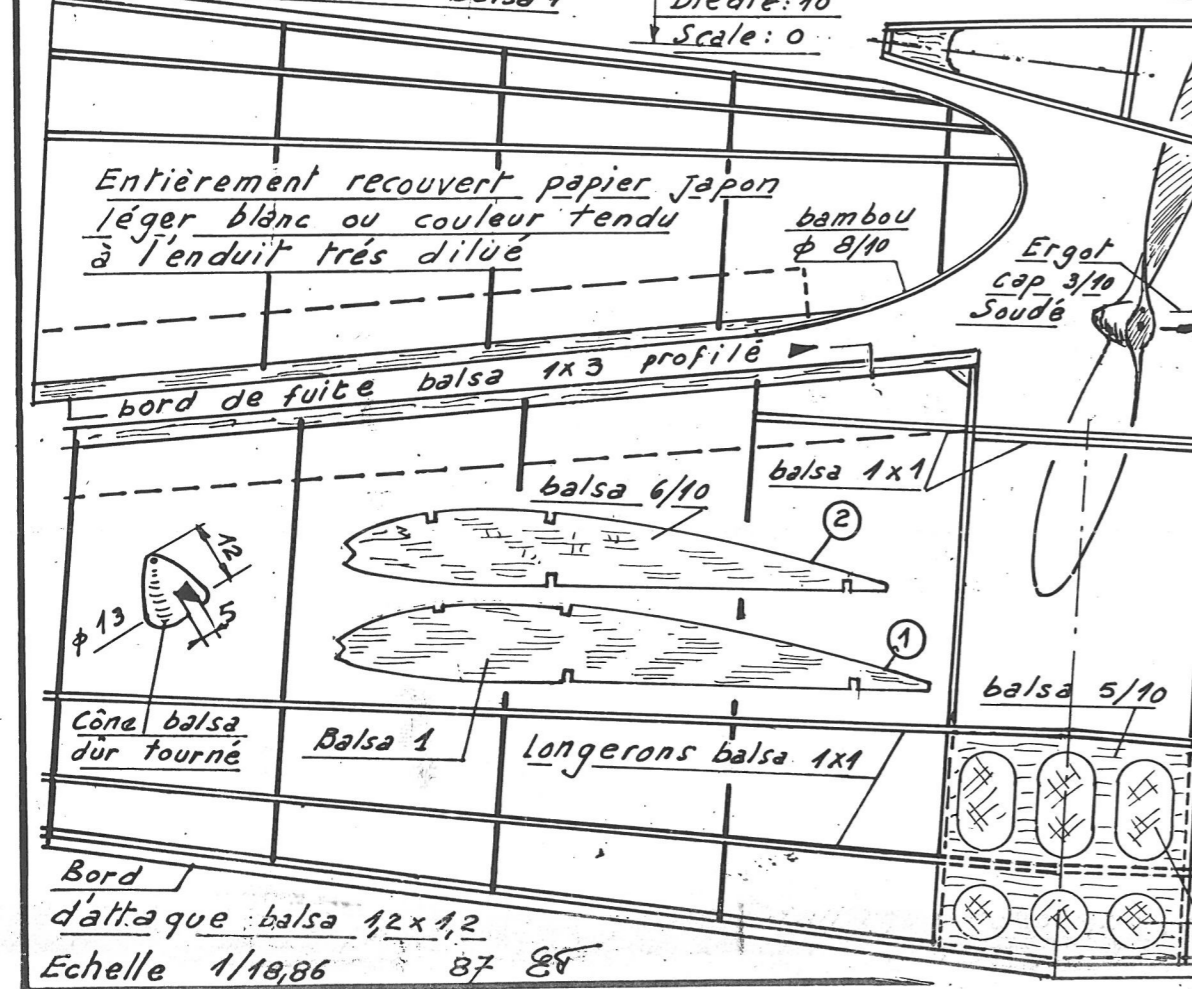 balsa 1
Scale: 0
Entièrement recouvert papier Japon
léger blanc ou couleur tendu
à l'enduit trés dilué
bambou
ϕ 8/10
Ergot
cap 3/10
Soudé
bord de fuite balsa 1x3 profilé
balsa 1x1
balsa 6/10
2
12
ϕ 13
5
1
Cône balsa
dûr tourné
Balsa 1
Longerons balsa 1x1
balsa 5/10
Bord
d'attaque balsa 1,2 x 1,2
Echelle 1/18,86 87